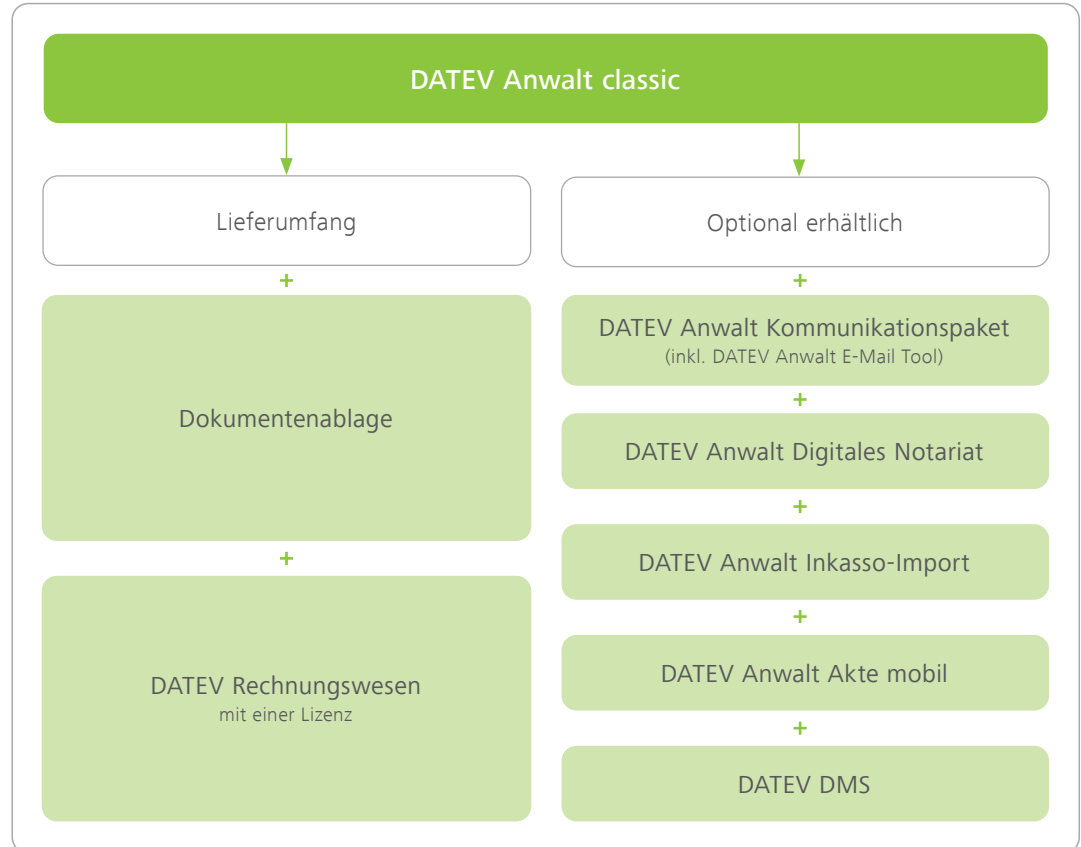 DATEV Anwalt classic
Lieferumfang
+
Dokumentenablage
+
DATEV Rechnungswesen
mit einer Lizenz
Optional erhältlich
+
DATEV Anwalt Kommunikationspaket
(inkl. DATEV Anwalt E-Mail Tool)
+
DATEV Anwalt Digitales Notariat
+
DATEV Anwalt Inkasso-Import
+
DATEV Anwalt Akte mobil
+
DATEV DMS